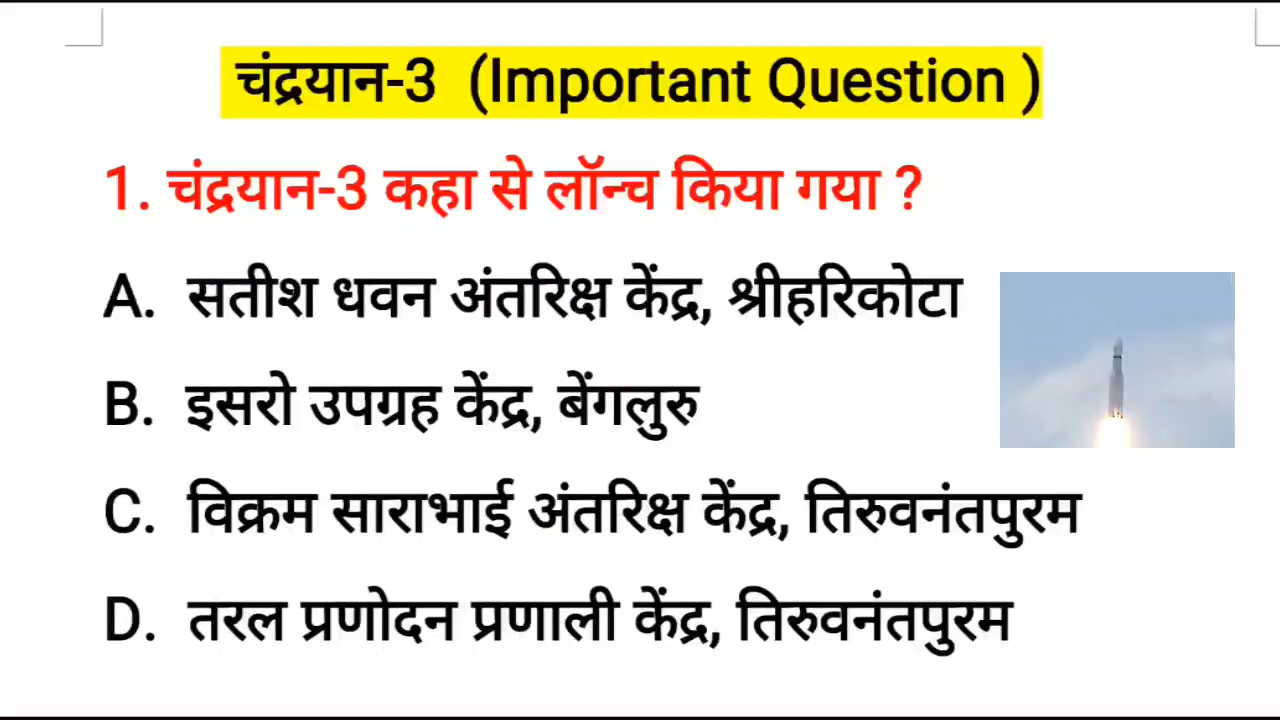 चंद्रयान-3 (Important Question )
1. चंद्रयान-3 कहा से लॉन्च किया गया ?
A. सतीश धवन अंतरिक्ष केंद्र, श्रीहरिकोटा
B. इसरो उपग्रह केंद्र, बेंगलुरु
C. विक्रम साराभाई अंतरिक्ष केंद्र, तिरुवनंतपुरम
D. तरल प्रणोदन प्रणाली केंद्र, तिरुवनंतपुरम